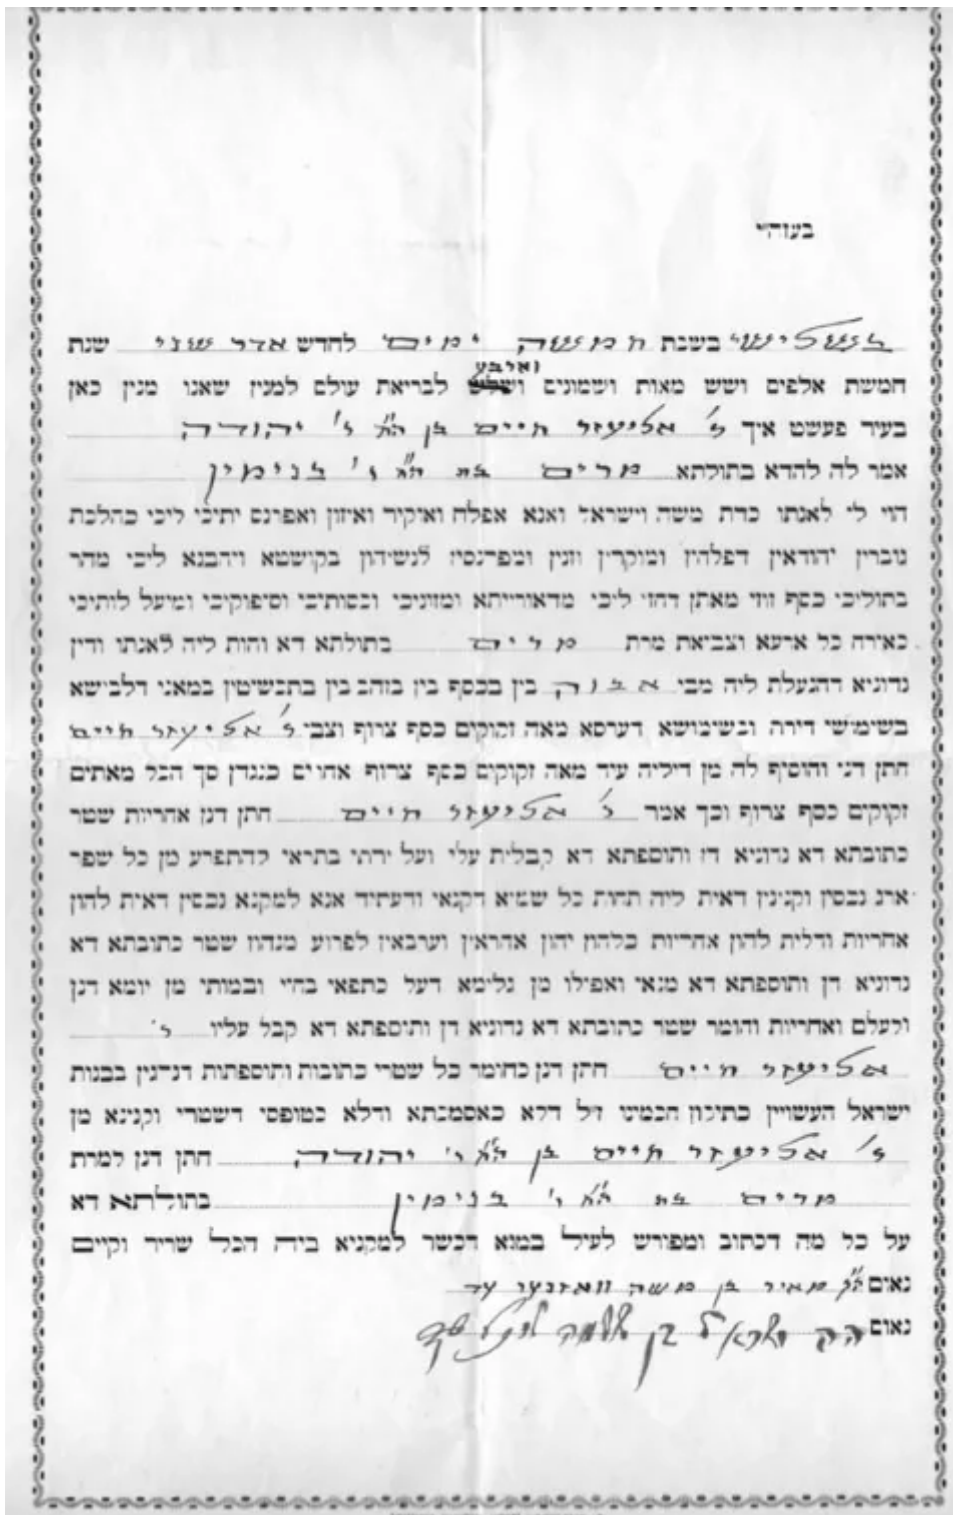 בעזה״י
בשלישי בשבת חמשה ימים לחדש אדר שני שנת
וארבע
חמשת אלפים ושש מאות ושמונים ושלש לבריאת עולם למנין שאנו מנין כאן
בעיר פעשט איך ר' אליעזר חיים בן ר' יהודה
אמר לה להדא בתולתא מרים בת ר' בנימין
הוי לי לאנתו כדת משה וישראל ואנא אפלח ואוקיר ואיזון ואפרנס יתיכי ליכי כהלכת
גוברין יהודאין דפלחין ומוקרין וזנין ומפרנסין לנשיהון בקושטא ויהבנא ליכי מהר
בתוליכי כסף זוזי מאתן דחזי ליכי מדאורייתא ומזוניכי וכסותיכי וסיפוקיכי ומיעל לותיכי
כאורח כל ארעא וצביאת מרת מרים בתולתא דא והות ליה לאנתו ודין
נדוניא דהנעלת ליה מבי אבוה בין בכסף בין בזהב בין בתכשיטין במאני דלבישא
בשימושי דירה ובשימושא דערסא מאה זקוקים כסף צרוף וצבי ר' אליעזר חיים
חתן דנן והוסיף לה מן דיליה עוד מאה זקוקים כסף צרוף אחרים כנגדן סך הכל מאתים
זקוקים כסף צרוף וכך אמר ר' אליעזר חיים חתן דנן אחריות שטר
כתובתא דא נדוניא דן ותוספתא דא קבלית עלי ועל ירתי בתראי להתפרע מן כל שפר
ארג נכסין וקנינין דאית ליה תחות כל שמיא דקנאי ודעתיד אנא למקנא נכסין דאית להון
אחריות ודלית להון אחריות כלהון יהון אחראין וערבאין לפרוע מנהון שטר כתובתא דא
נדוניא דן ותוספתא דא מנאי ואפילו מן גלימא דעל כתפאי בחיי ובמותי מן יומא דנן
ולעלם ואחריות וחומר שטר כתובתא דא נדוניא דן ותוספתא דא קבל עליו ר'
אליעזר חיים חתן דנן כחומר כל שטרי כתובות ותוספתות דנהגין בבנות
ישראל העשויין כתיקון חכמינו ז״ל דלא כאסמכתא ודלא כטופסי דשטרי וקנינא מן
ר' אליעזר חיים בן ר' יהודה חתן דנן למרת
מרים בת ר' בנימין בתולתא דא
על כל מה דכתוב ומפורש לעיל במנא דכשר למקניא ביה הכל שריר וקיים
נאום מאיר בן משה עד
נאום בן